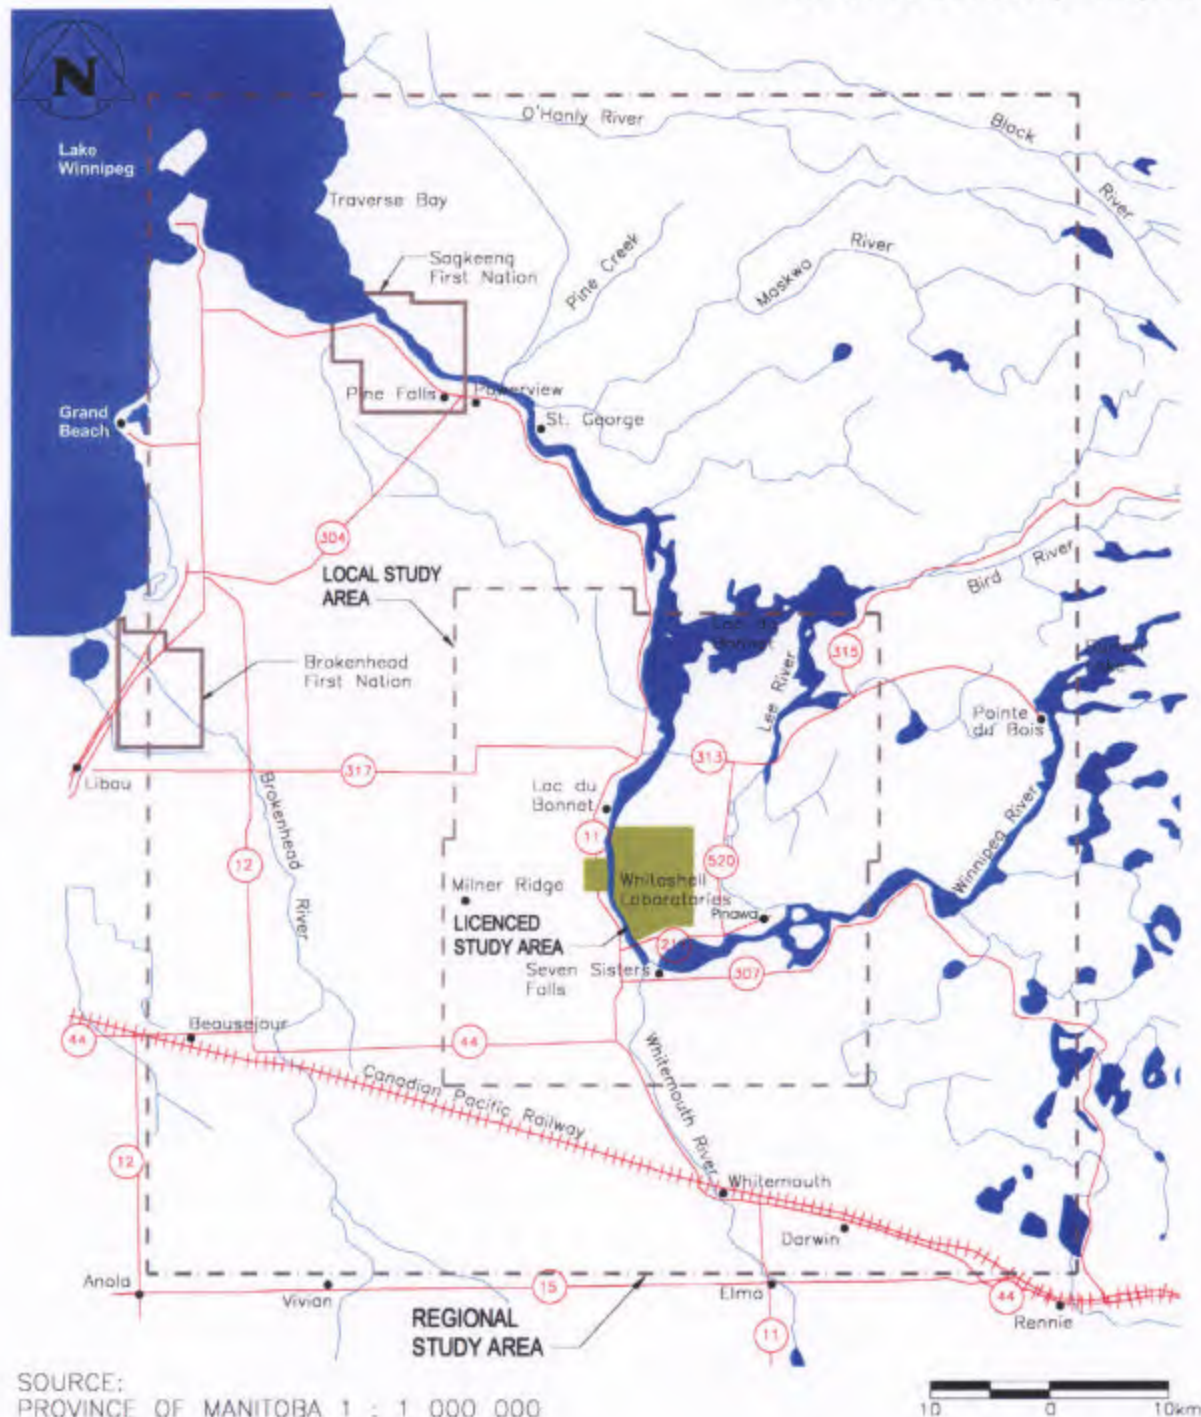 N
O'Hanly River
Black
River
Lake
Winnipeg
Traverse Bay
Sagkeeng
First Nation
Pine Creek
Maskwa
River
Pine Falls
Powerview
St. George
Grand
Beach
304
LOCAL STUDY
AREA
Bird
River
Lac du
Bonnet
Lee River
315
Brokenhead
First Nation
Pointe
du Bois
317
313
Libau
Brokenhead
River
Lac du
Bonnet
11
12
520
Winnipeg River
Milner Ridge
Whiteshell
Laboratories
Pinawa
LICENCED
STUDY AREA
Seven Sisters
Falls
307
Beausejour
44
44
Whitemouth River
Canadian Pacific Railway
12
Whitemouth
Darwin
Anola
Vivian
15
Elma
44
Rennie
11
REGIONAL
STUDY AREA
SOURCE:
PROVINCE OF MANITOBA 1 : 1 000 000
10 0 10km